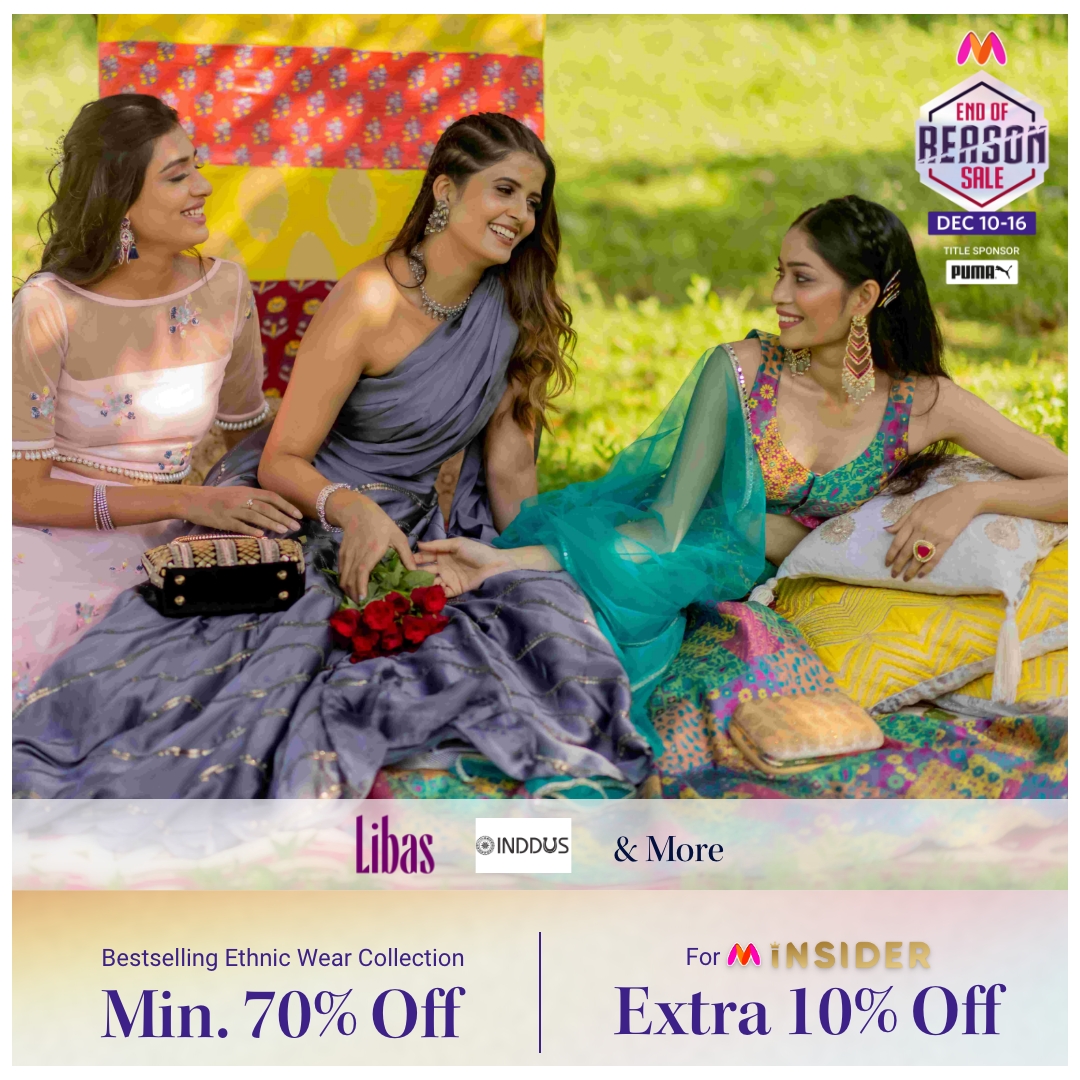 END OF
REASON
SALE
DEC 10-16
TITLE SPONSOR
PUMA
Libas
INDDUS
& More
Bestselling Ethnic Wear Collection
Min. 70% Off
For M INSIDER
Extra 10% Off